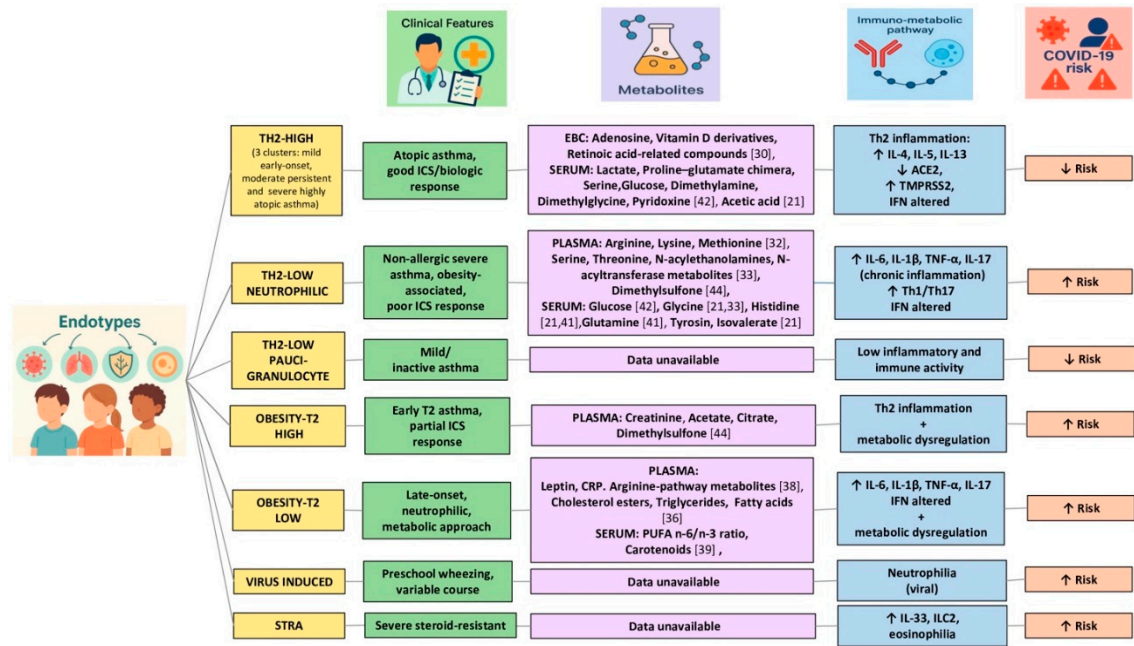 Clinical Features
Metabolites
Immuno-metabolic
pathway
COVID-19
risk
Endotypes
TH2-HIGH
(3 clusters: mild
early-onset,
moderate persistent
and severe highly
atopic asthma)
Atopic asthma,
good ICS/biologic
response
EBC: Adenosine, Vitamin D derivatives,
Retinoic acid-related compounds [30],
SERUM: Lactate, Proline–glutamate chimera,
Serine,Glucose, Dimethylamine,
Dimethylglycine, Pyridoxine [42], Acetic acid [21]
Th2 inflammation:
↑ IL-4, IL-5, IL-13
↓ ACE2,
↑ TMPRSS2,
IFN altered
↓ Risk
TH2-LOW
NEUTROPHILIC
Non-allergic severe
asthma, obesity-
associated,
poor ICS response
PLASMA: Arginine, Lysine, Methionine [32],
Serine, Threonine, N-acylethanolamines, N-
acyltransferase metabolites [33],
Dimethylsulfone [44],
SERUM: Glucose [42], Glycine [21,33], Histidine
[21,41],Glutamine [41], Tyrosin, Isovalerate [21]
↑ IL-6, IL-1β, TNF-α, IL-17
(chronic inflammation)
↑ Th1/Th17
IFN altered
↑ Risk
TH2-LOW
PAUCI-
GRANULOCYTE
Mild/
inactive asthma
Data unavailable
Low inflammatory and
immune activity
↓ Risk
OBESITY-T2
HIGH
Early T2 asthma,
partial ICS
response
PLASMA: Creatinine, Acetate, Citrate,
Dimethylsulfone [44]
Th2 inflammation
+
metabolic dysregulation
↑ Risk
OBESITY-T2
LOW
Late-onset,
neutrophilic,
metabolic approach
PLASMA:
Leptin, CRP. Arginine-pathway metabolites [38],
Cholesterol esters, Triglycerides, Fatty acids
[36]
SERUM: PUFA n-6/n-3 ratio,
Carotenoids [39] ,
↑ IL-6, IL-1β, TNF-α, IL-17
IFN altered
+
metabolic dysregulation
↑ Risk
VIRUS INDUCED
Preschool wheezing,
variable course
Data unavailable
Neutrophilia
(viral)
↑ Risk
STRA
Severe steroid-resistant
Data unavailable
↑ IL-33, ILC2,
eosinophilia
↑ Risk